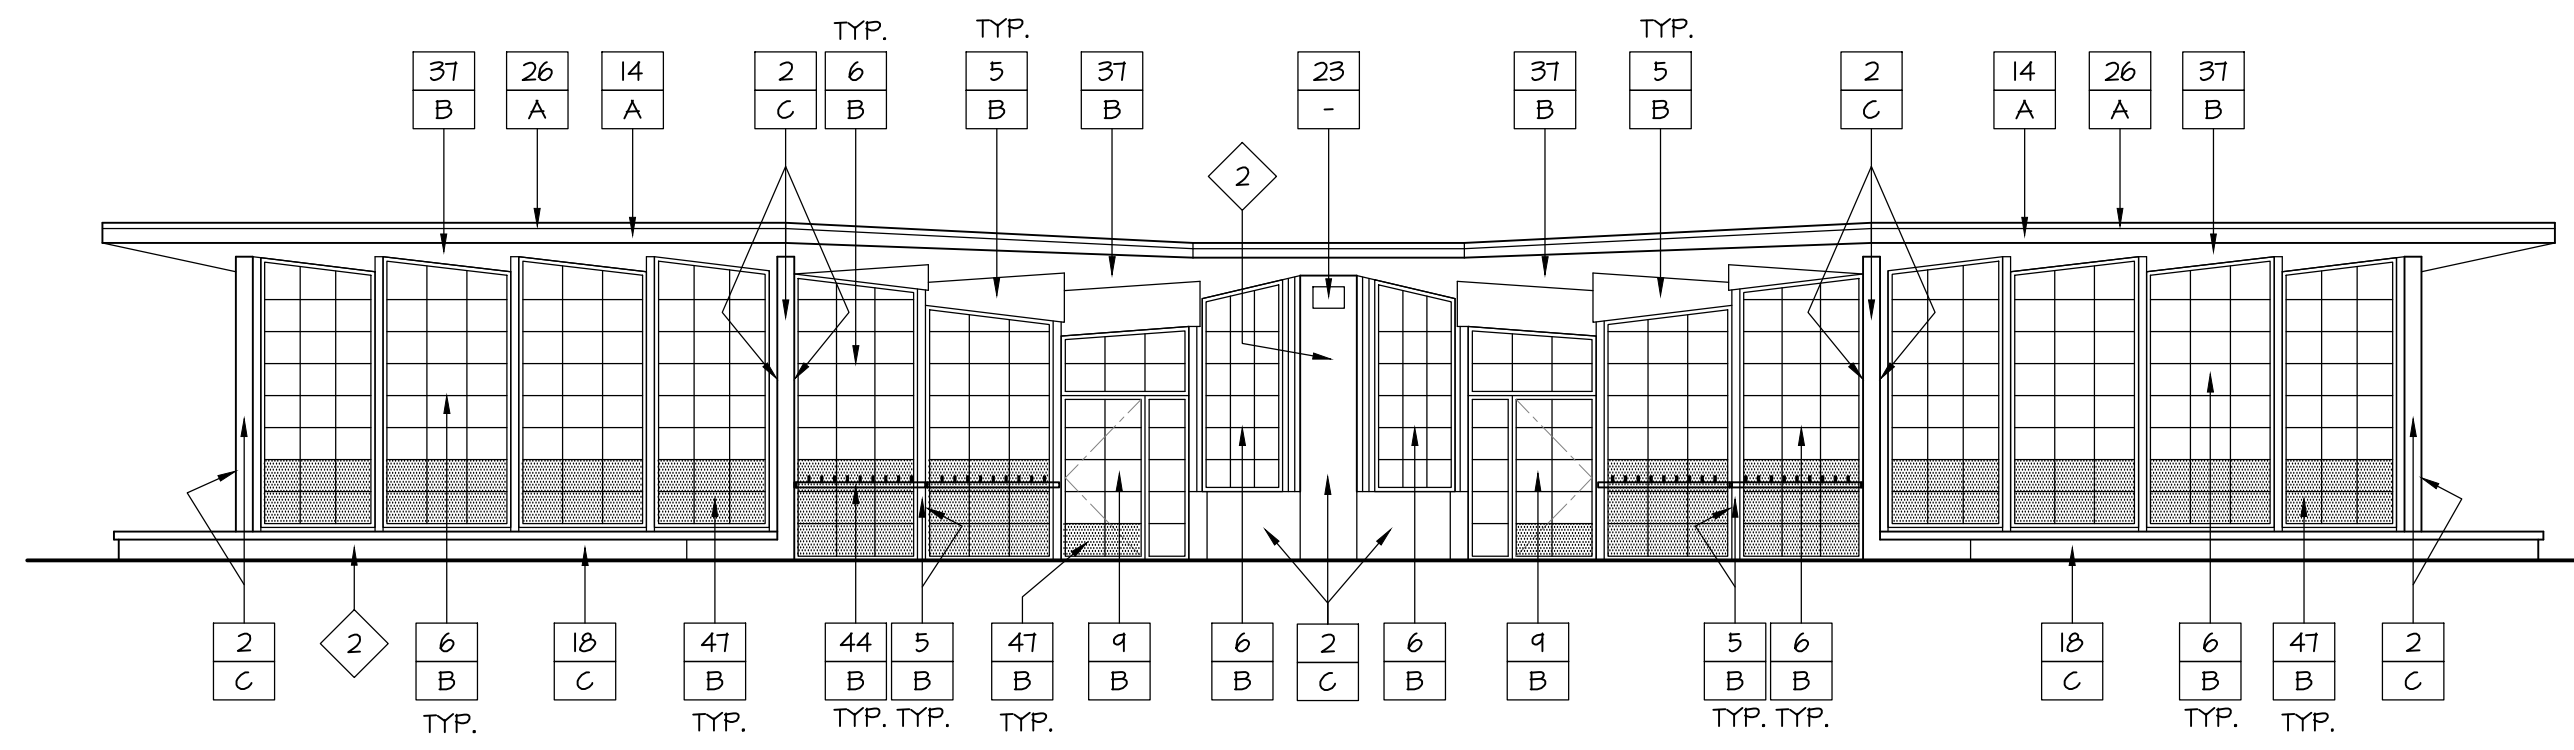 TYP. TYP. TYP.
37 26 14 2 6 5 37 23 37 5 2 14 26 37
B A A C B B B - B B C A A B
2
2 2 6 18 47 44 5 47 9 6 2 6 9 5 6 18 6 47 2
C B C B B B B B B C B B B B C B B C
TYP. TYP. TYP. TYP. TYP. TYP. TYP. TYP. TYP.